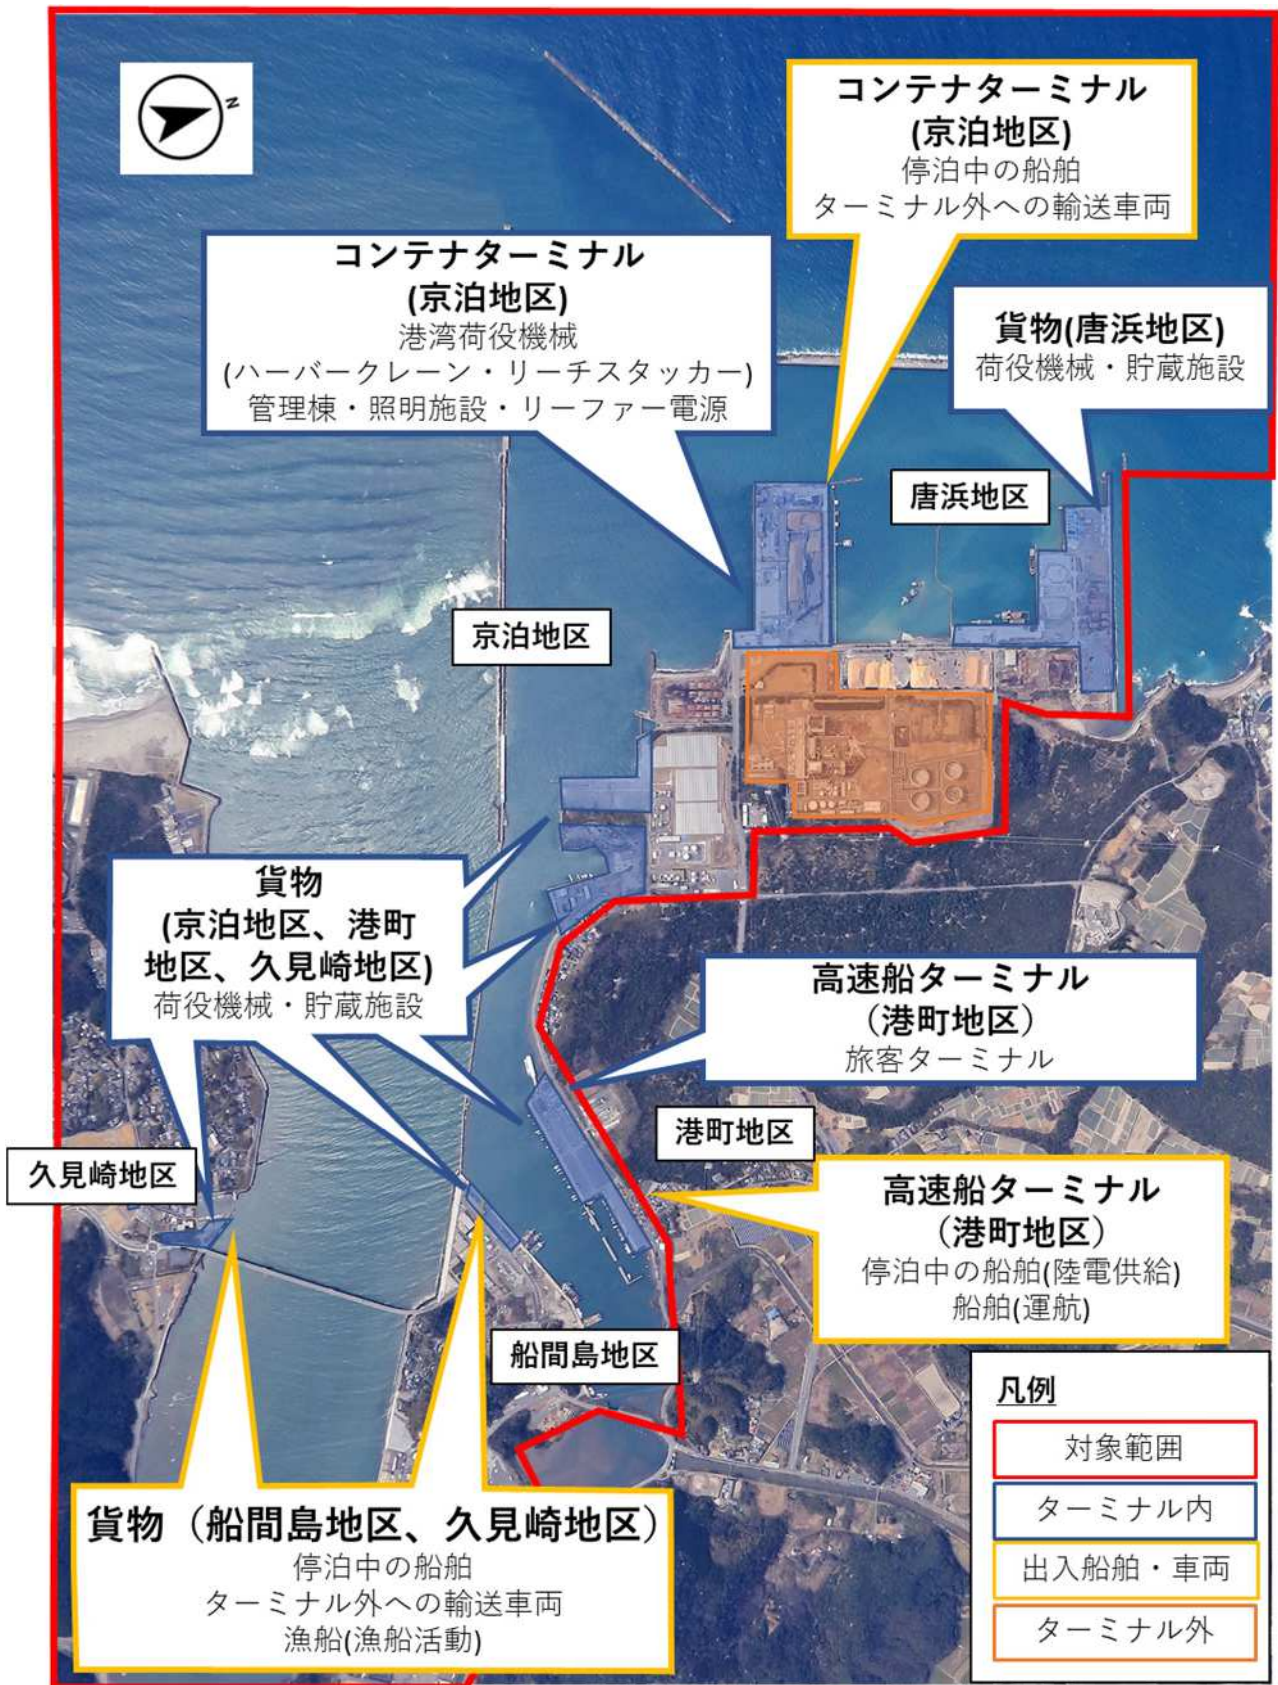 N
コンテナターミナル
(京泊地区)
停泊中の船舶
ターミナル外への輸送車両
コンテナターミナル
(京泊地区)
港湾荷役機械
(ハーバークレーン・リーチスタッカー)
管理棟・照明施設・リーファー電源
貨物(唐浜地区)
荷役機械・貯蔵施設
唐浜地区
京泊地区
貨物
(京泊地区、港町
地区、久見崎地区)
荷役機械・貯蔵施設
高速船ターミナル
（港町地区）
旅客ターミナル
港町地区
久見崎地区
高速船ターミナル
（港町地区）
停泊中の船舶(陸電供給)
船舶(運航)
船間島地区
貨物（船間島地区、久見崎地区）
停泊中の船舶
ターミナル外への輸送車両
漁船(漁船活動)
凡例
対象範囲
ターミナル内
出入船舶・車両
ターミナル外